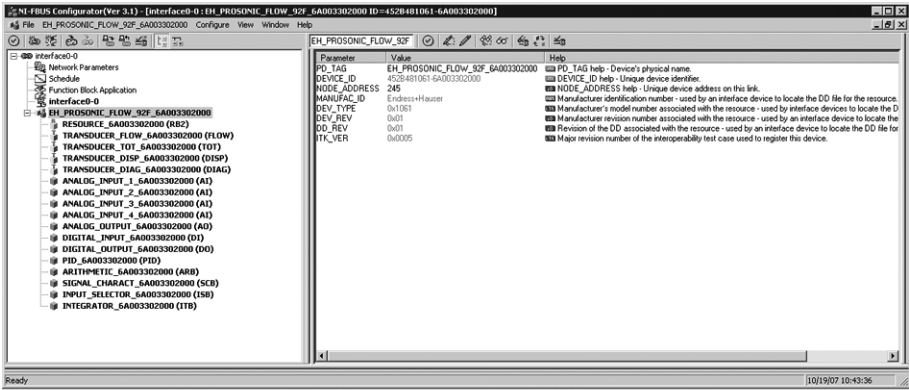 NI-FBUS Configurator(Ver 3.1) - [interface0-0 : EH_PROSONIC_FLOW_92F_6A003302000 ID=452B481061-6A003302000]
File EH_PROSONIC_FLOW_92F_6A003302000 Configure View Window Help
EH_PROSONIC_FLOW_92F
interface0-0
Network Parameters
Schedule
Function Block Application
interface0-0
EH_PROSONIC_FLOW_92F_6A003302000
RESOURCE_6A003302000 (RB2)
TRANSDUCER_FLOW_6A003302000 (FLOW)
TRANSDUCER_TOT_6A003302000 (TOT)
TRANSDUCER_DISP_6A003302000 (DISP)
TRANSDUCER_DIAG_6A003302000 (DIAG)
ANALOG_INPUT_1_6A003302000 (AI)
ANALOG_INPUT_2_6A003302000 (AI)
ANALOG_INPUT_3_6A003302000 (AI)
ANALOG_INPUT_4_6A003302000 (AI)
ANALOG_OUTPUT_6A003302000 (AO)
DIGITAL_INPUT_6A003302000 (DI)
DIGITAL_OUTPUT_6A003302000 (DO)
PID_6A003302000 (PID)
ARITHMETIC_6A003302000 (ARB)
SIGNAL_CHARACT_6A003302000 (SCB)
INPUT_SELECTOR_6A003302000 (ISB)
INTEGRATOR_6A003302000 (ITB)
Parameter Value Help
PD_TAG EH_PROSONIC_FLOW_92F_6A003302000 PD_TAG help - Device's physical name.
DEVICE_ID 452B481061-6A003302000 DEVICE_ID help - Unique device identifier.
NODE_ADDRESS 245 NODE_ADDRESS help - Unique device address on this link.
MANUFAC_ID Endress+Hauser Manufacturer identification number - used by an interface device to locate the DD file for the resource.
DEV_TYPE 0x1061 Manufacturer's model number associated with the resource - used by interface devices to locate the D
DEV_REV 0x01 Manufacturer revision number associated with the resource - used by an interface device to locate the
DD_REV 0x01 Revision of the DD associated with the resource - used by an interface device to locate the DD file for
ITK_VER 0x0005 Major revision number of the interoperability test case used to register this device.
Ready 10/19/07 10:43:36